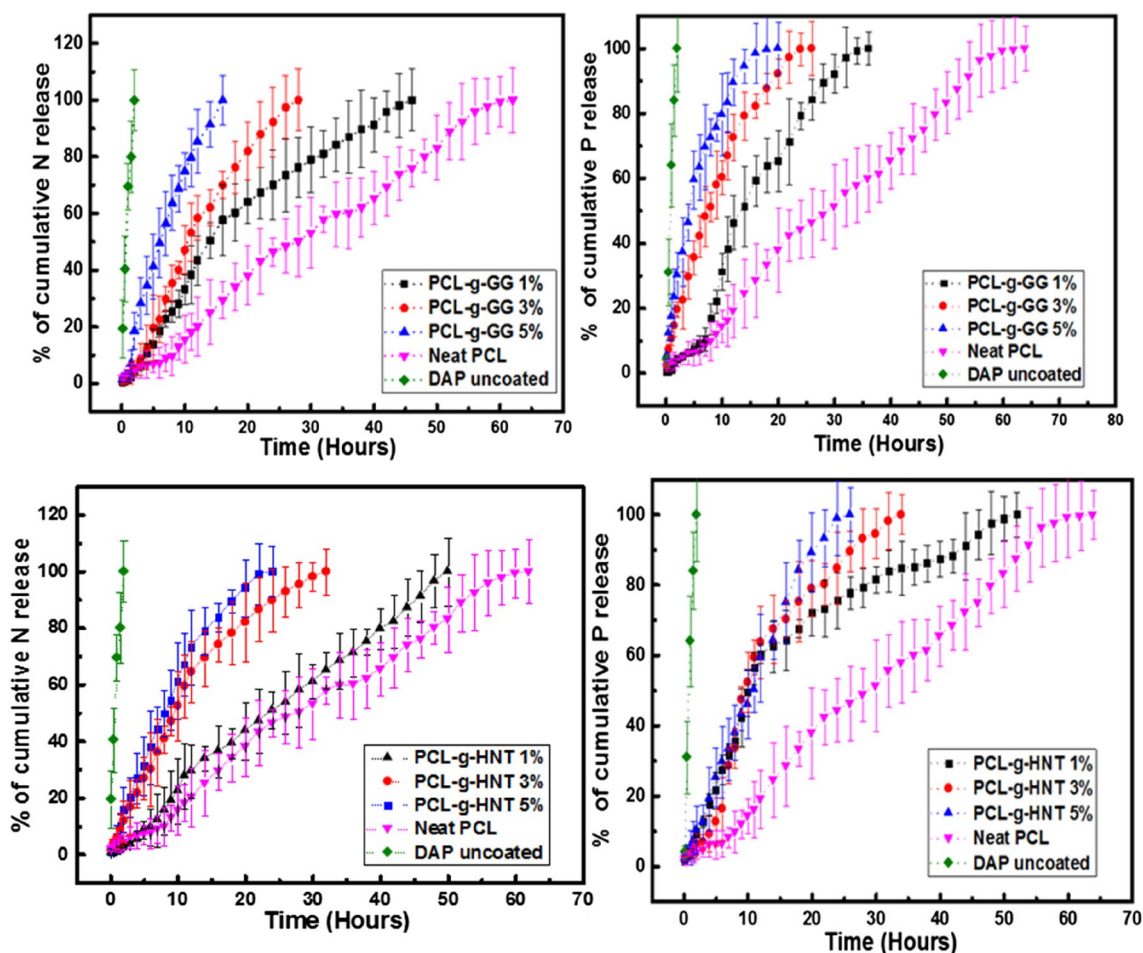 % of cumulative N release
120
100
80
60
40
20
0
PCL-g-GG 1%
PCL-g-GG 3%
PCL-g-GG 5%
Neat PCL
DAP uncoated
0 10 20 30 40 50 60 70
Time (Hours)
% of cumulative P release
100
80
60
40
20
0
PCL-g-GG 1%
PCL-g-GG 3%
PCL-g-GG 5%
Neat PCL
DAP uncoated
0 10 20 30 40 50 60 70 80
Time (Hours)
% of cumulative N release
120
100
80
60
40
20
0
PCL-g-HNT 1%
PCL-g-HNT 3%
PCL-g-HNT 5%
Neat PCL
DAP uncoated
0 10 20 30 40 50 60 70
Time (Hours)
% of cumulative P release
100
80
60
40
20
0
PCL-g-HNT 1%
PCL-g-HNT 3%
PCL-g-HNT 5%
Neat PCL
DAP uncoated
0 10 20 30 40 50 60 70
Time (Hours)